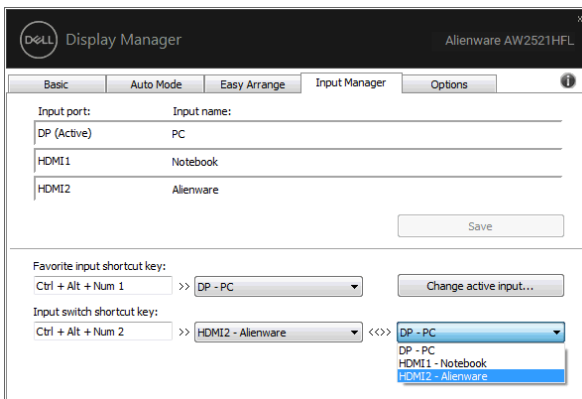 DELL Display Manager Alienware AW2521HFL
Basic Auto Mode Easy Arrange Input Manager Options
Input port: Input name:
DP (Active) PC
HDMI1 Notebook
HDMI2 Alienware
Save
Favorite input shortcut key:
Ctrl + Alt + Num 1 >> DP - PC Change active input...
Input switch shortcut key:
Ctrl + Alt + Num 2 >> HDMI2 - Alienware <<>> DP - PC
DP - PC
HDMI1 - Notebook
HDMI2 - Alienware